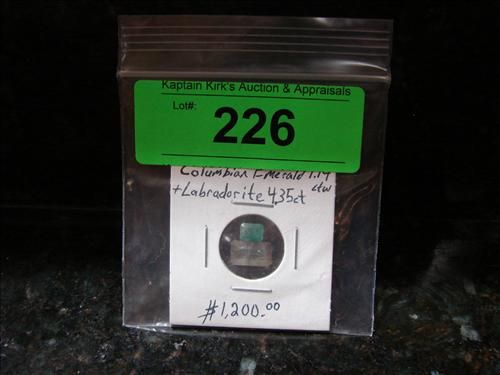 Kaptain Kirk's Auction & Appraisals
Lot#:
226
Columbian Emerald 1.14
ctw
+Labradorite 4.35ct
$1,200.00